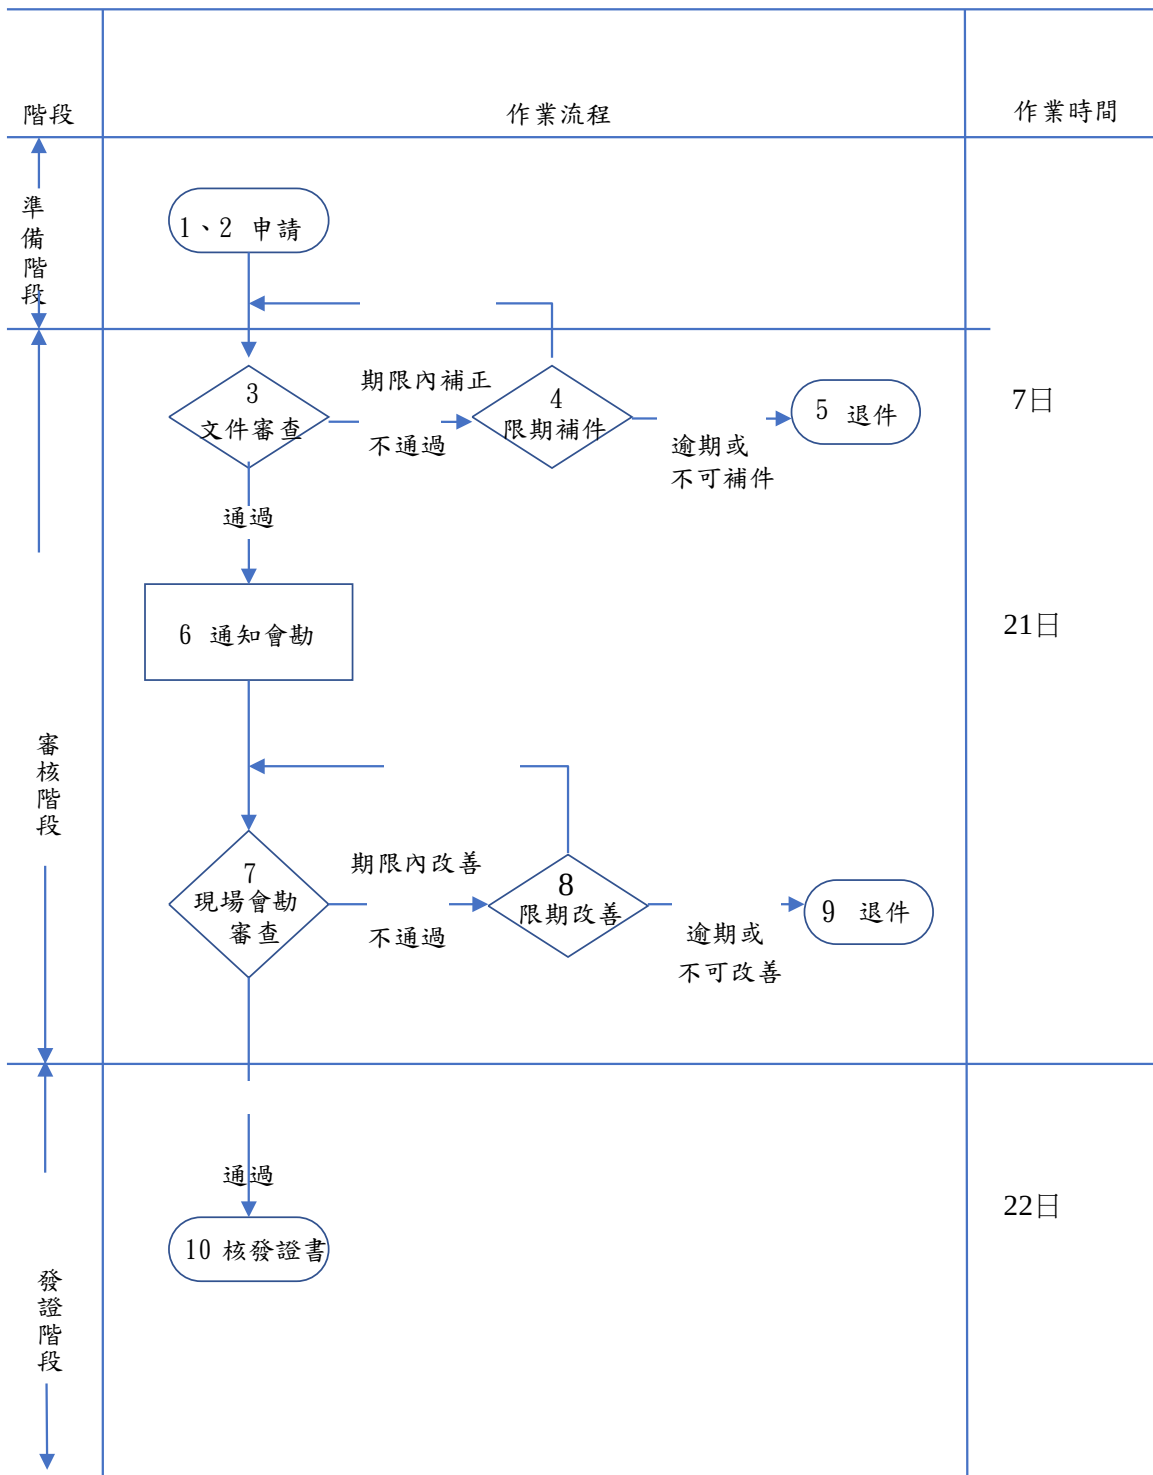 階段
作業流程
作業時間
準備階段
1、2 申請
期限內補正
3
文件審查
不通過
4
限期補件
逾期或
不可補件
5 退件
7日
通過
6 通知會勘
21日
審核階段
期限內改善
7
現場會勘
審查
不通過
8
限期改善
逾期或
不可改善
9 退件
通過
10 核發證書
22日
發證階段